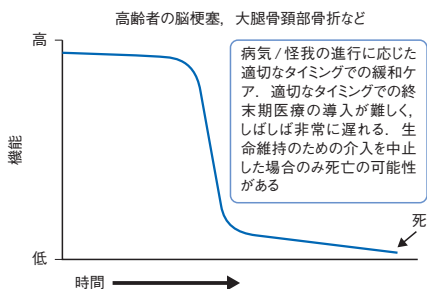 高齢者の脳梗塞，大腿骨頚部骨折など
高
病気 / 怪我の進行に応じた
適切なタイミングでの緩和ケ
ア．適切なタイミングでの終
末期医療の導入が難しく，
しばしば非常に遅れる．生
命維持のための介入を中止
した場合のみ死亡の可能性
がある
機能
死
低
時間